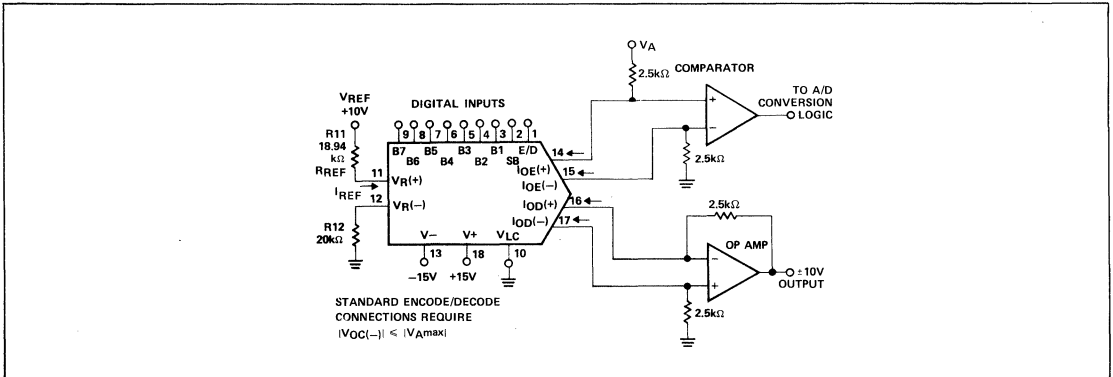 VA
2.5kΩ
COMPARATOR
+
−
TO A/D
CONVERSION
LOGIC
2.5kΩ
VREF
+10V
DIGITAL INPUTS
9 8 7 6 5 4 3 2 1
B7 B5 B3 B1 E/D
B6 B4 B2 SB
R11
18.94
kΩ
RREF
11
VR(+)
IREF
12
VR(−)
R12
20kΩ
14
IOE(+)
15
IOE(−)
16
IOD(+)
17
IOD(−)
V− V+ VLC
13 18 10
−15V +15V
2.5kΩ
OP AMP
−
+
±10V
OUTPUT
2.5kΩ
STANDARD ENCODE/DECODE
CONNECTIONS REQUIRE
|VOC(−)| ≤ |VAmax|